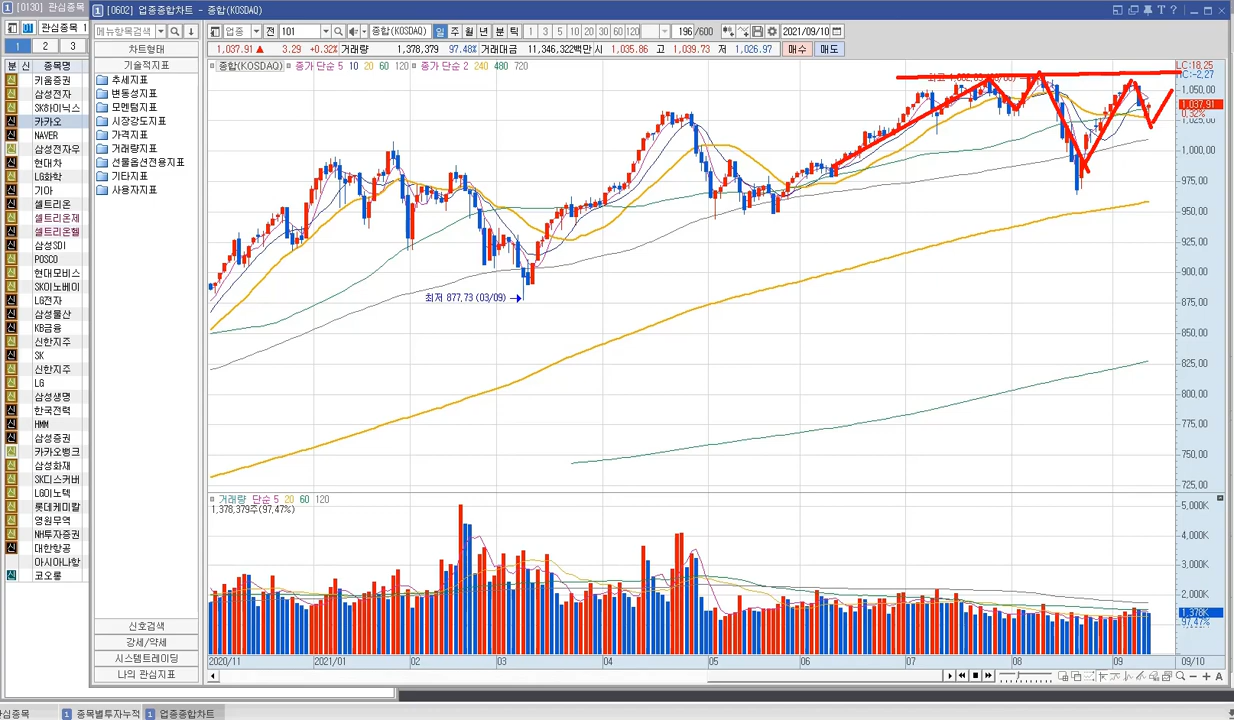 [0130] 관심종목
[0602] 업종종합차트 - 종합(KOSDAQ)
관심종목 1
메뉴항목검색
업종
전
101
종합(KOSDAQ)
일 주 월 년 분 틱
1 3 5 10 20 30 60 120
196/600
2021/09/10
1 2 3
차트형태
1,037.91 ▲ 3.29 +0.32% 거래량 1,378,379 97.48% 거래대금 11,346,322백만 시 1,035.86 고 1,039.73 저 1,026.97
매수
매도
분 신 종목명
기술적지표
종합(KOSDAQ) 종가 단순 5 10 20 60 120 종가 단순 2 240 480 720
LC:18.25
HC:-2.27
키움증권
삼성전자
SK하이닉스
카카오
NAVER
삼성전자우
현대차
LG화학
기아
셀트리온
셀트리온제
셀트리온헬
삼성SDI
POSCO
현대모비스
SK이노베이
LG전자
삼성물산
KB금융
신한지주
SK
신한지주
LG
삼성생명
한국전력
HMM
삼성증권
카카오뱅크
삼성화재
SK디스커버
LG이노텍
롯데케미칼
영원무역
NH투자증권
대한항공
아시아나항
코오롱
추세지표
변동성지표
모멘텀지표
시장강도지표
가격지표
거래량지표
선물옵션전용지표
기타지표
사용자지표
신호검색
강세/약세
시스템트레이딩
나의 관심지표
최저 877,73 (03/09)
1,050,00
1,037.91
0.32%
1,000,00
975,00
950,00
925,00
900,00
875,00
850,00
825,00
800,00
775,00
750,00
725,00
거래량 단순 5 20 60 120
1,378,379주(97,47%)
5,000K
4,000K
3,000K
2,000K
1,378K
97.47%
2020/11 2021/01 02 03 04 05 06 07 08 09 09/10
관심종목
종목별투자누적
업종종합차트